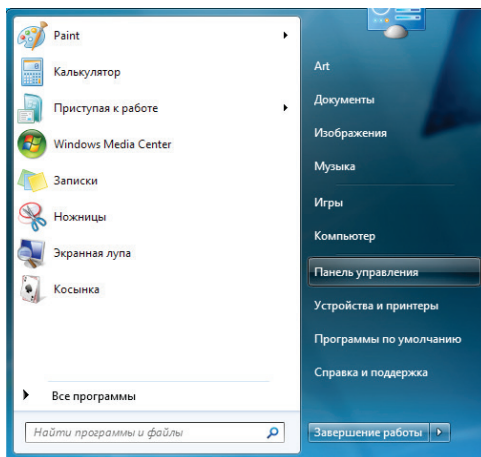 Paint
Калькулятор
Приступая к работе
Windows Media Center
Записки
Ножницы
Экранная лупа
Косынка
Все программы
Найти программы и файлы
Art
Документы
Изображения
Музыка
Игры
Компьютер
Панель управления
Устройства и принтеры
Программы по умолчанию
Справка и поддержка
Завершение работы